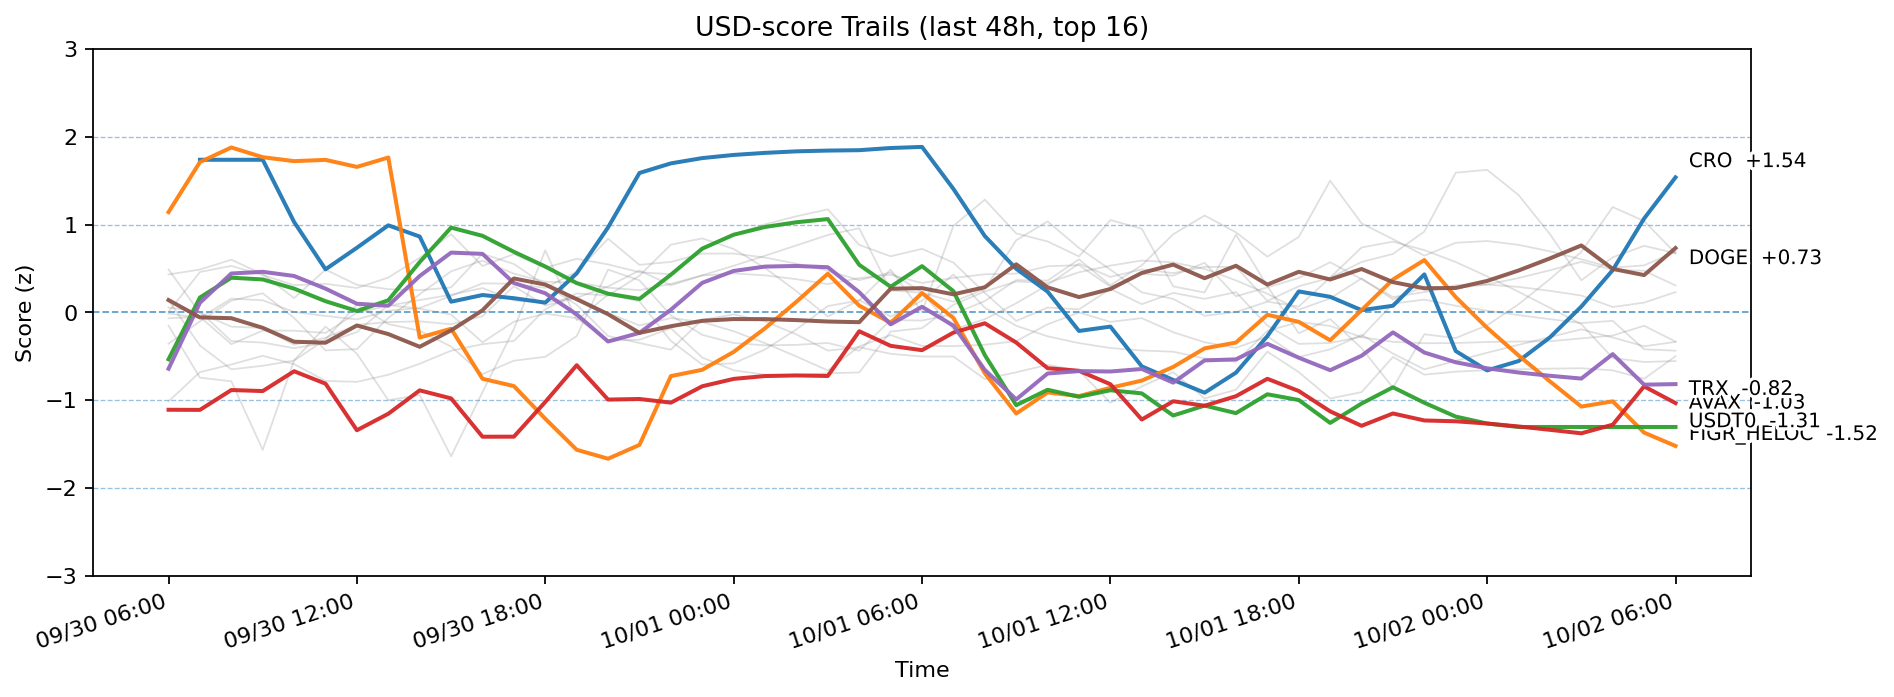 USD-score Trails (last 48h, top 16)
Score (z)
3
2
1
0
−1
−2
−3
CRO +1.54
DOGE +0.73
TRX -0.82
AVAX -1.03
USDT0 -1.31
FIGR_HELOC -1.52
09/30 06:00
09/30 12:00
09/30 18:00
10/01 00:00
10/01 06:00
10/01 12:00
10/01 18:00
10/02 00:00
10/02 06:00
Time